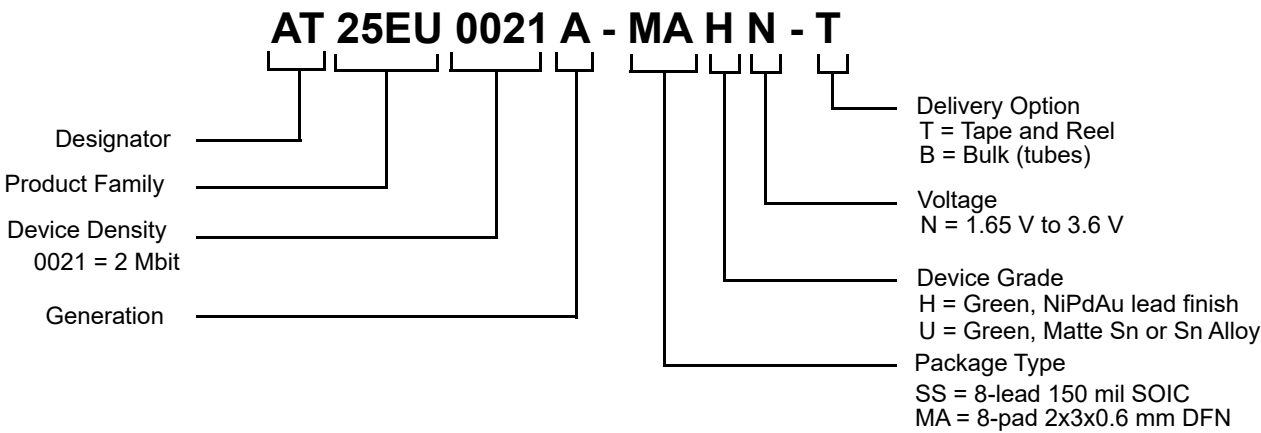 AT 25EU 0021 A - MA H N - T
Designator
Product Family
Device Density
0021 = 2 Mbit
Generation
Delivery Option
T = Tape and Reel
B = Bulk (tubes)
Voltage
N = 1.65 V to 3.6 V
Device Grade
H = Green, NiPdAu lead finish
U = Green, Matte Sn or Sn Alloy
Package Type
SS = 8-lead 150 mil SOIC
MA = 8-pad 2x3x0.6 mm DFN